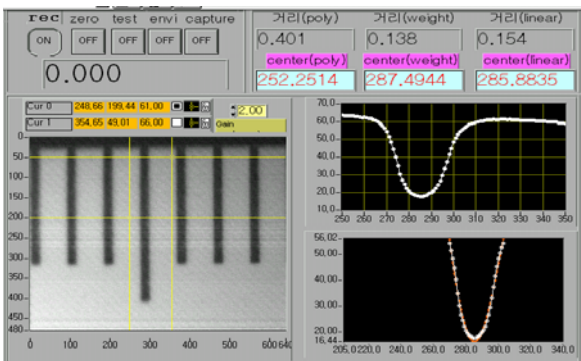 rec zero test envi capture
ON OFF OFF OFF OFF
0.000
거리(poly) 거리(weight) 거리(linear)
0.401 0.138 0.154
center(poly) center(weight) center(linear)
252.2514 287.4944 285.8835
Cur 0 248,66 199,44 61,00
Cur 1 354,65 49,01 66,00
2,00
Gain
0
50
100
150
200
250
300
350
400
480
0 100 200 300 400 500 600 640
70,0
60,0
50,0
40,0
30,0
20,0
10,0
250 260 270 280 290 300 310 320 330 340 350
56,02
50,00
40,00
30,00
20,00
16,44
205,0 220,0 240,0 260,0 280,0 300,0 320,0 340,0